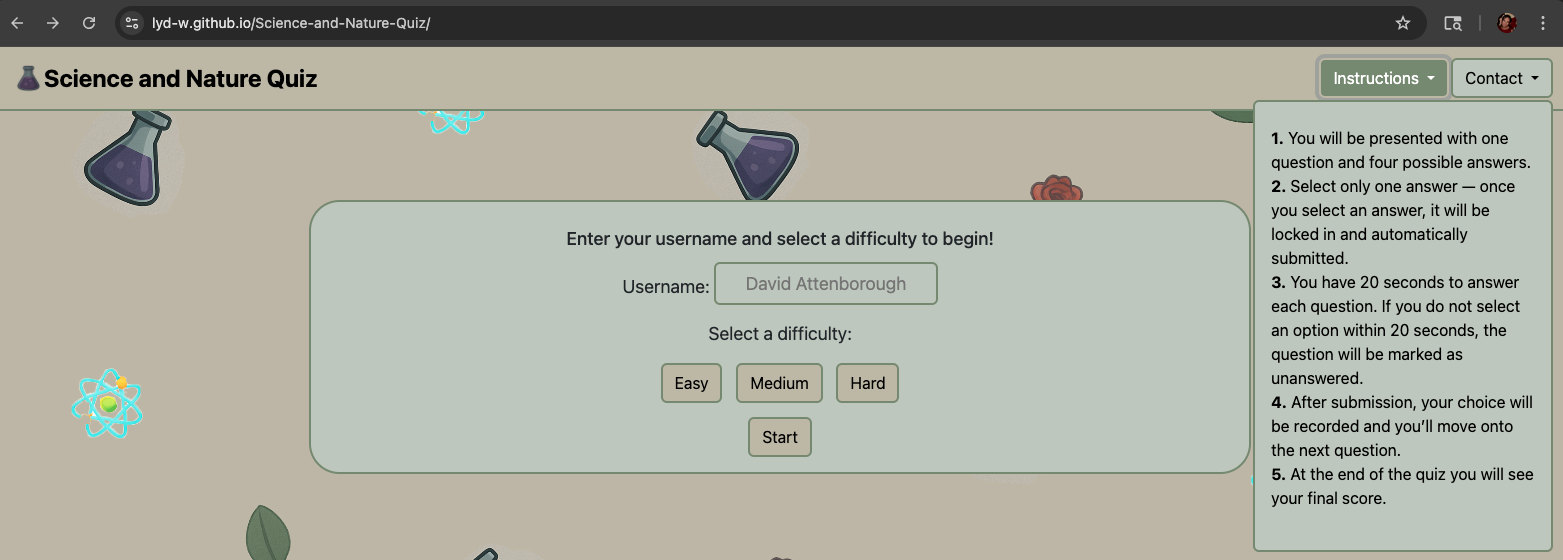 lyd-w.github.io/Science-and-Nature-Quiz/
Science and Nature Quiz
Instructions
Contact
Enter your username and select a difficulty to begin!
Username: David Attenborough
Select a difficulty:
Easy Medium Hard
Start
1. You will be presented with one
question and four possible answers.
2. Select only one answer — once
you select an answer, it will be
locked in and automatically
submitted.
3. You have 20 seconds to answer
each question. If you do not select
an option within 20 seconds, the
question will be marked as
unanswered.
4. After submission, your choice will
be recorded and you’ll move onto
the next question.
5. At the end of the quiz you will see
your final score.